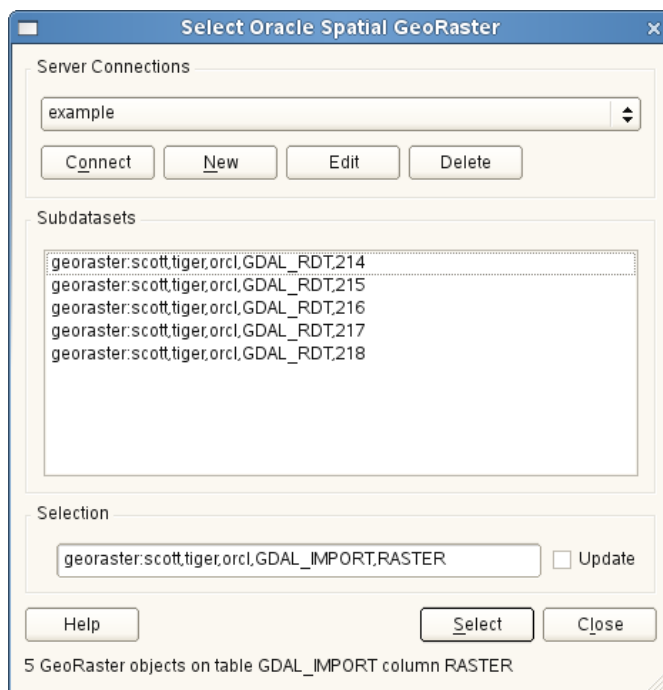 Select Oracle Spatial GeoRaster
Server Connections
example
Connect New Edit Delete
Subdatasets
georaster:scott,tiger,orcl,GDAL_RDT,214
georaster:scott,tiger,orcl,GDAL_RDT,215
georaster:scott,tiger,orcl,GDAL_RDT,216
georaster:scott,tiger,orcl,GDAL_RDT,217
georaster:scott,tiger,orcl,GDAL_RDT,218
Selection
georaster:scott,tiger,orcl,GDAL_IMPORT,RASTER Update
Help Select Close
5 GeoRaster objects on table GDAL_IMPORT column RASTER